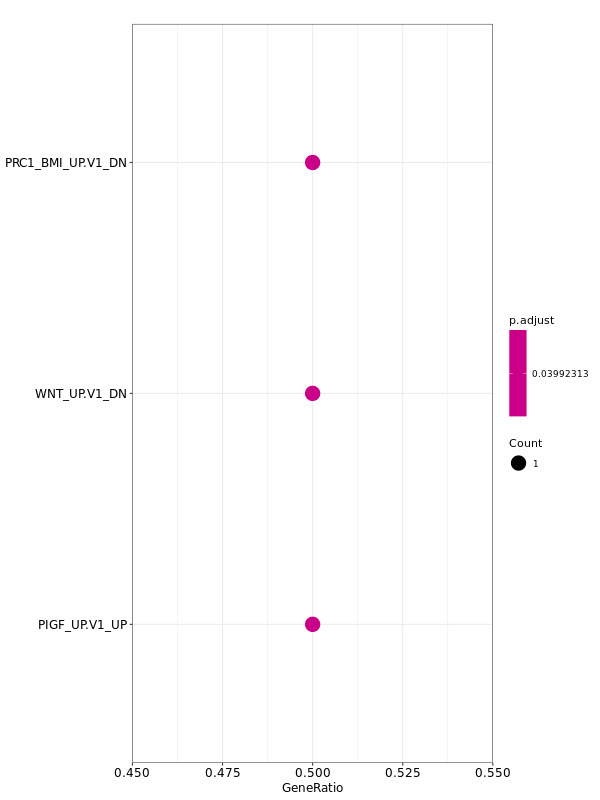 PRC1_BMI_UP.V1_DN
WNT_UP.V1_DN
PIGF_UP.V1_UP
0.450 0.475 0.500 0.525 0.550
GeneRatio
p.adjust
0.03992313
Count
1